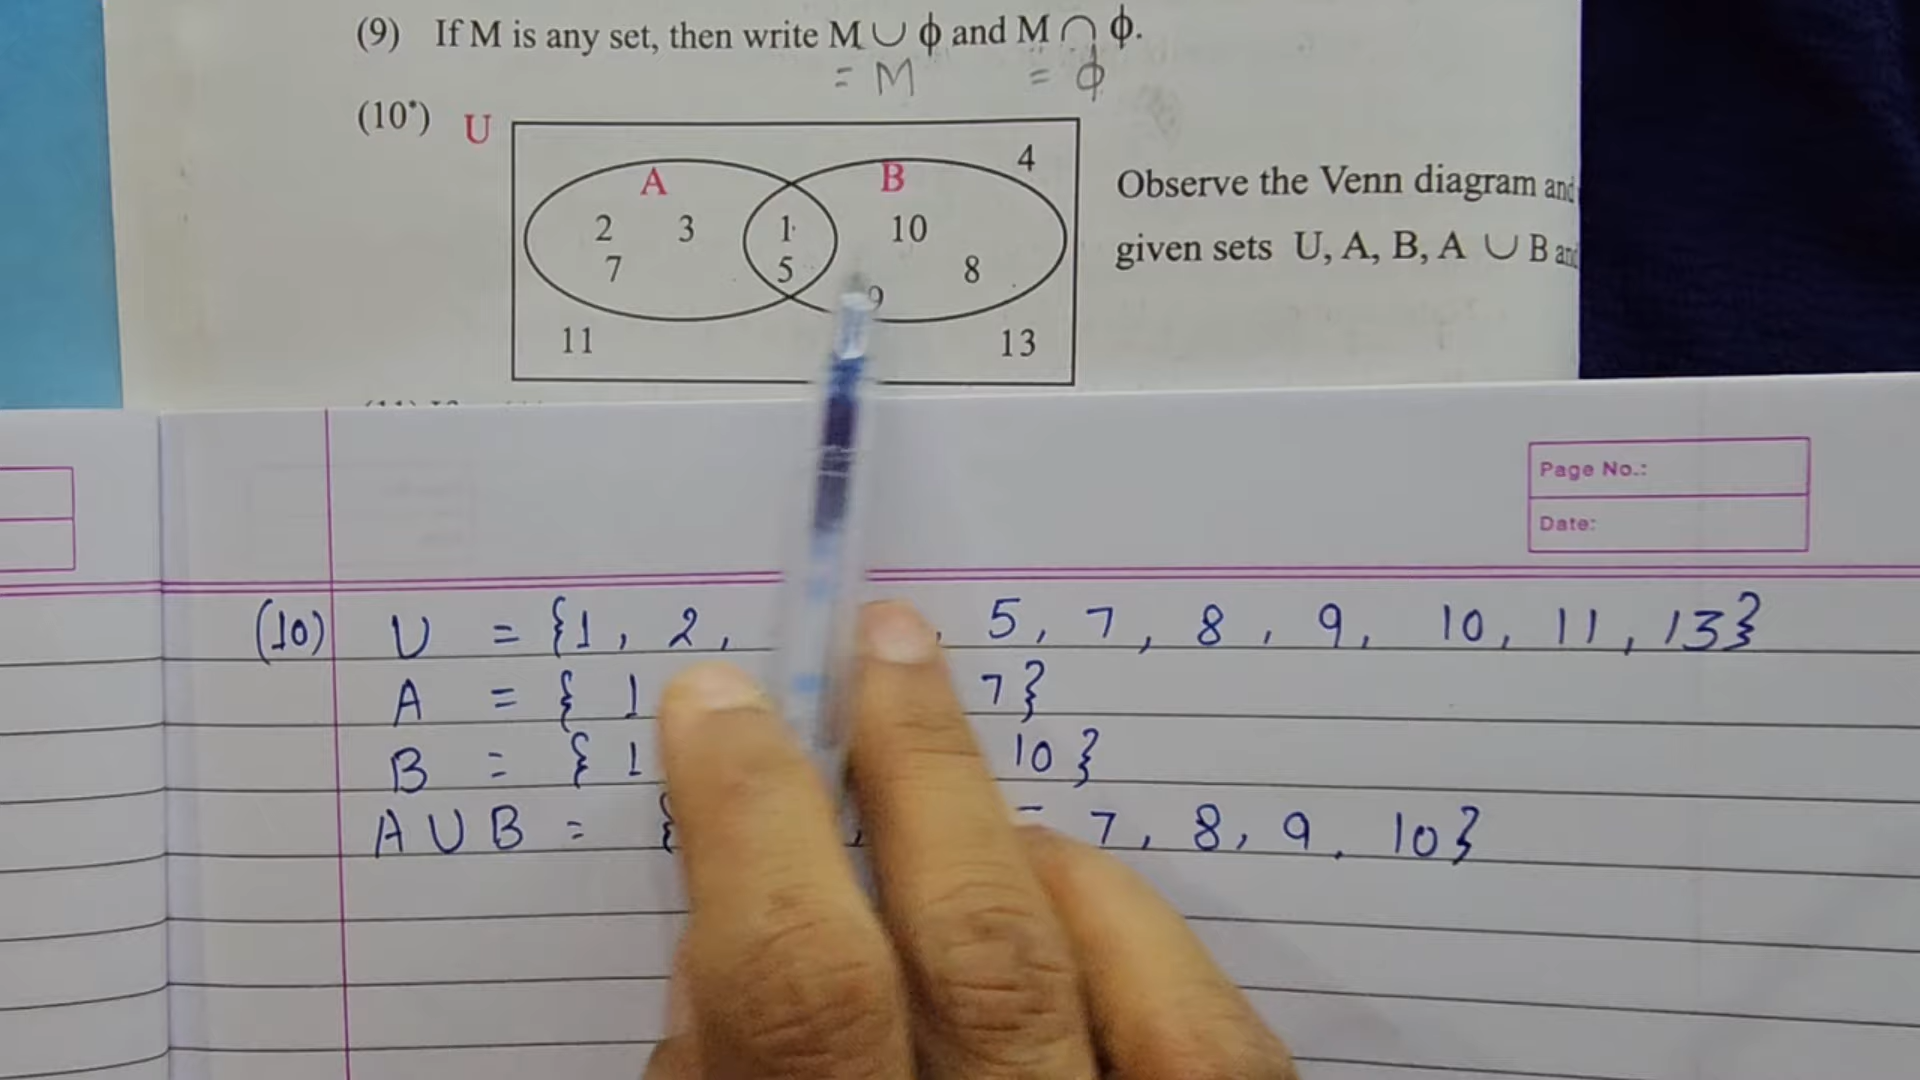 (9) If M is any set, then write M ∪ ϕ and M ∩ ϕ.
= M = ϕ
(10*) U
A B 4
2 3 1 10
7 5 8
9
11 13
Observe the Venn diagram and
given sets U, A, B, A ∪ B and
Page No.:
Date:
(10) U = {1, 2, , 5, 7, 8, 9, 10, 11, 13}
A = { 1 7}
B = { 1 10}
A ∪ B = { , 7, 8, 9, 10}